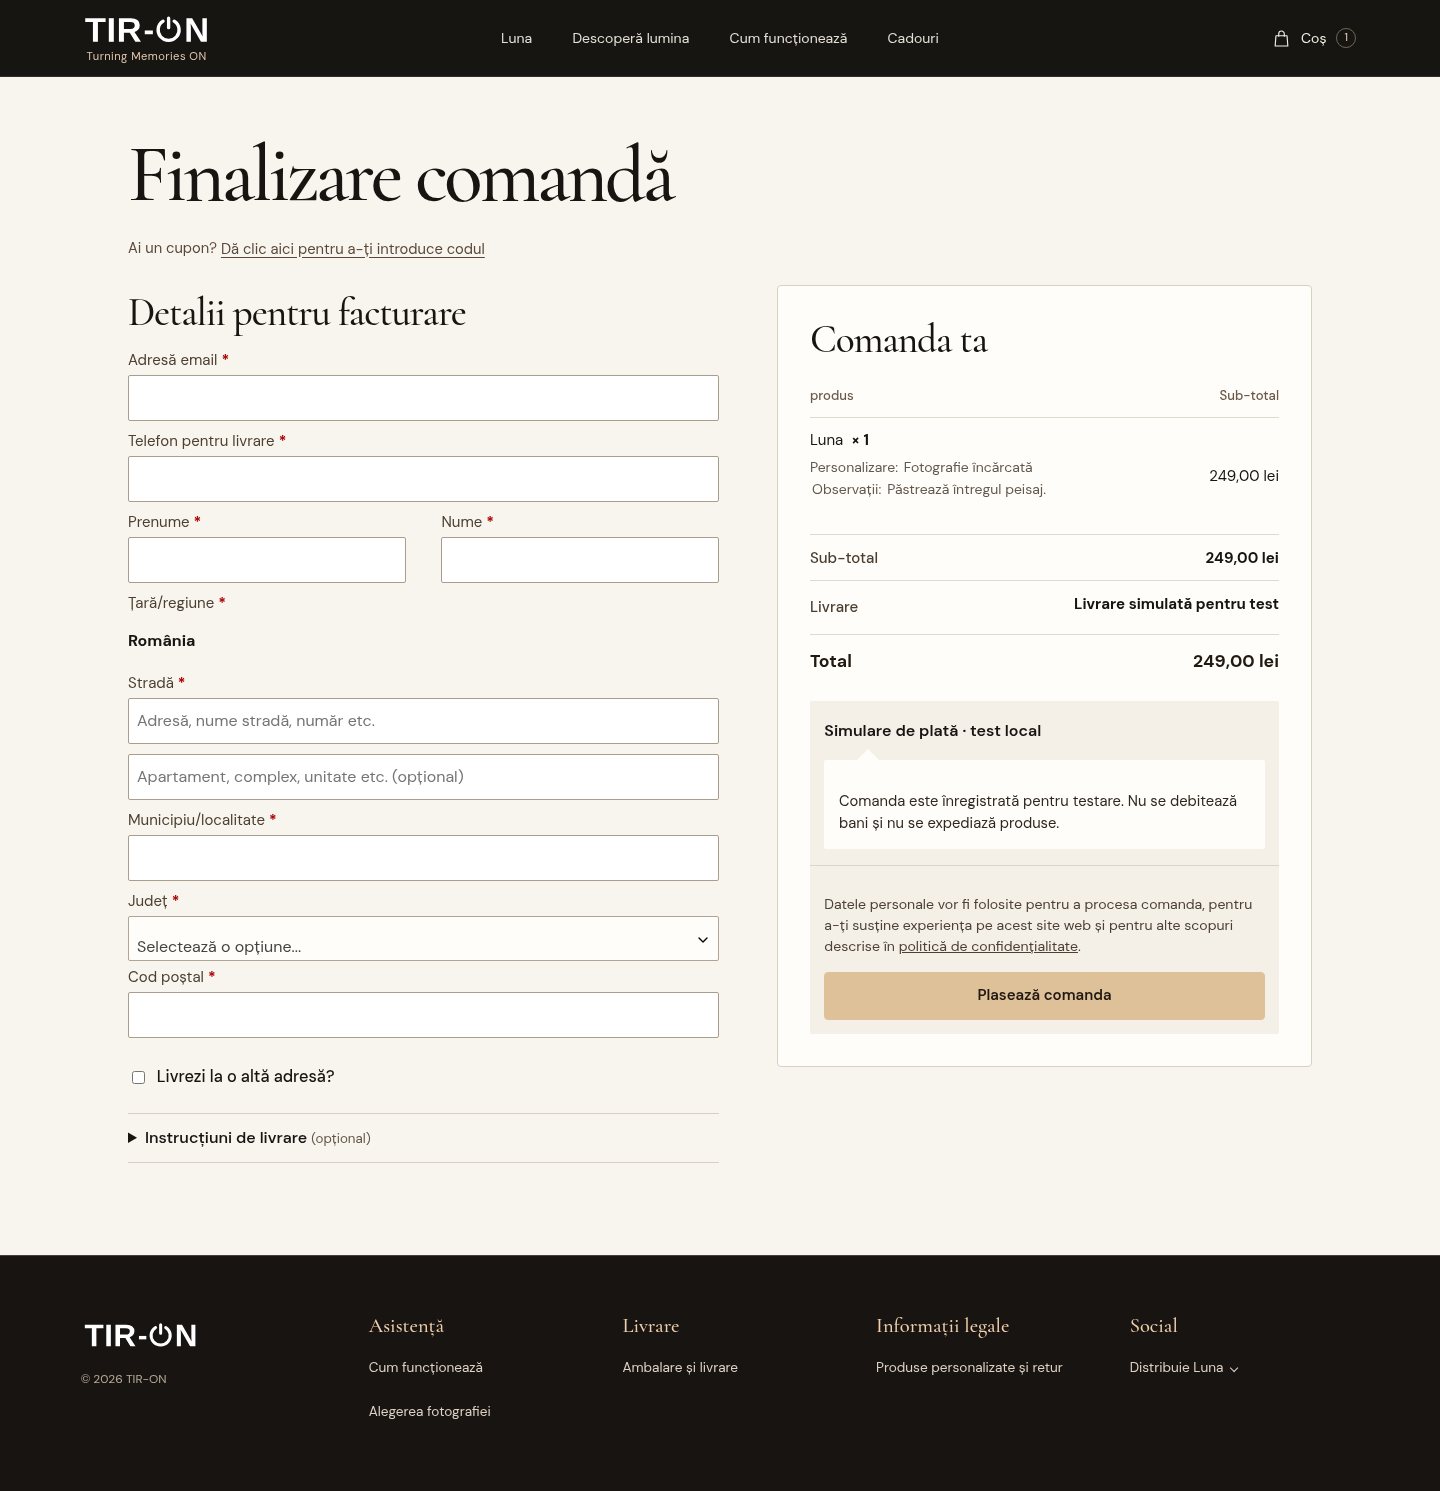 TIR-ON
Turning Memories ON
Luna
Descoperă lumina
Cum funcționează
Cadouri
Coș
1
Finalizare comandă
Ai un cupon? Dă clic aici pentru a-ți introduce codul
Detalii pentru facturare
Adresă email *
Telefon pentru livrare *
Prenume *
Nume *
Țară/regiune *
România
Stradă *
Adresă, nume stradă, număr etc.
Apartament, complex, unitate etc. (opțional)
Municipiu/localitate *
Județ *
Selectează o opțiune...
Cod poștal *
Livrezi la o altă adresă?
Instrucțiuni de livrare (opțional)
Comanda ta
produs
Sub-total
Luna × 1
Personalizare: Fotografie încărcată
Observații: Păstrează întregul peisaj.
249,00 lei
Sub-total
249,00 lei
Livrare
Livrare simulată pentru test
Total
249,00 lei
Simulare de plată · test local
Comanda este înregistrată pentru testare. Nu se debitează
bani și nu se expediază produse.
Datele personale vor fi folosite pentru a procesa comanda, pentru
a-ți susține experiența pe acest site web și pentru alte scopuri
descrise în politică de confidențialitate.
Plasează comanda
TIR-ON
© 2026 TIR-ON
Asistență
Cum funcționează
Alegerea fotografiei
Livrare
Ambalare și livrare
Informații legale
Produse personalizate și retur
Social
Distribuie Luna